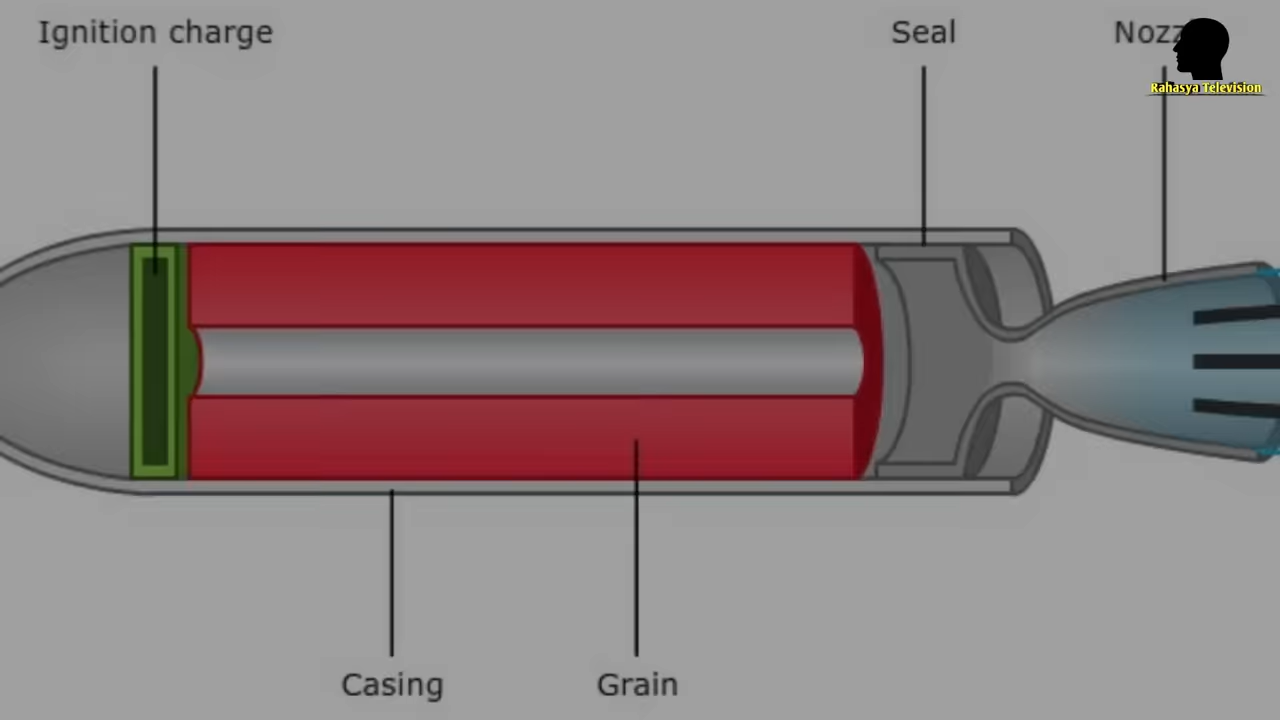 Ignition charge
Seal
Nozz
Rahasya Television
Casing
Grain